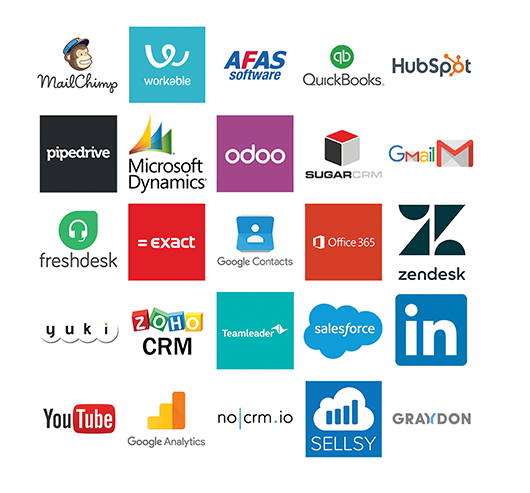 MailChimp
workable
AFAS
software
qb
QuickBooks.
HubSpot
pipedrive
Microsoft
Dynamics
odoo
SUGARCRM
Gmail
freshdesk
= exact
Google Contacts
Office 365
zendesk
yuki
ZOHO
CRM
Teamleader
salesforce
in
YouTube
Google Analytics
no|crm.io
SELLSY
GRAYDON